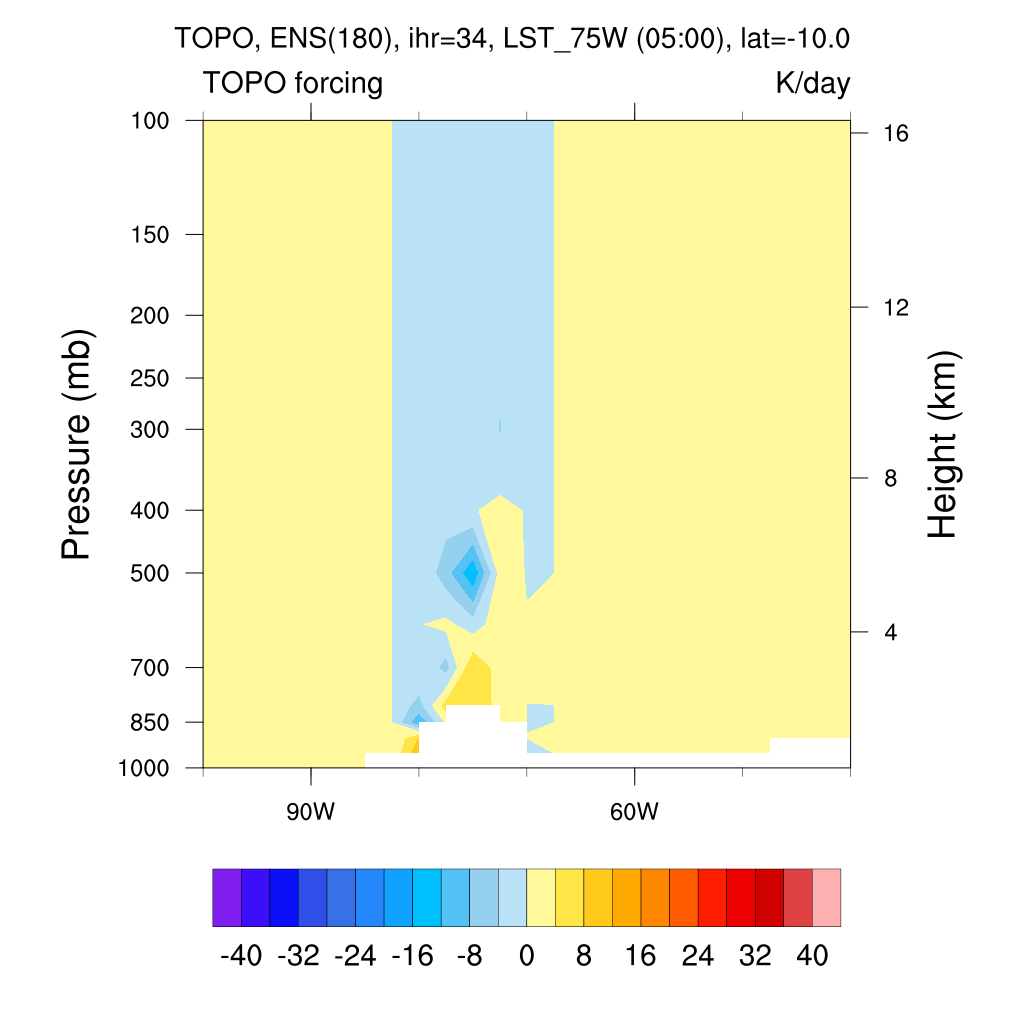 TOPO, ENS(180), ihr=34, LST_75W (05:00), lat=-10.0
TOPO forcing K/day
100
150
200
250
300
400
500
700
850
1000
Pressure (mb)
16
12
8
4
Height (km)
90W 60W
-40 -32 -24 -16 -8 0 8 16 24 32 40